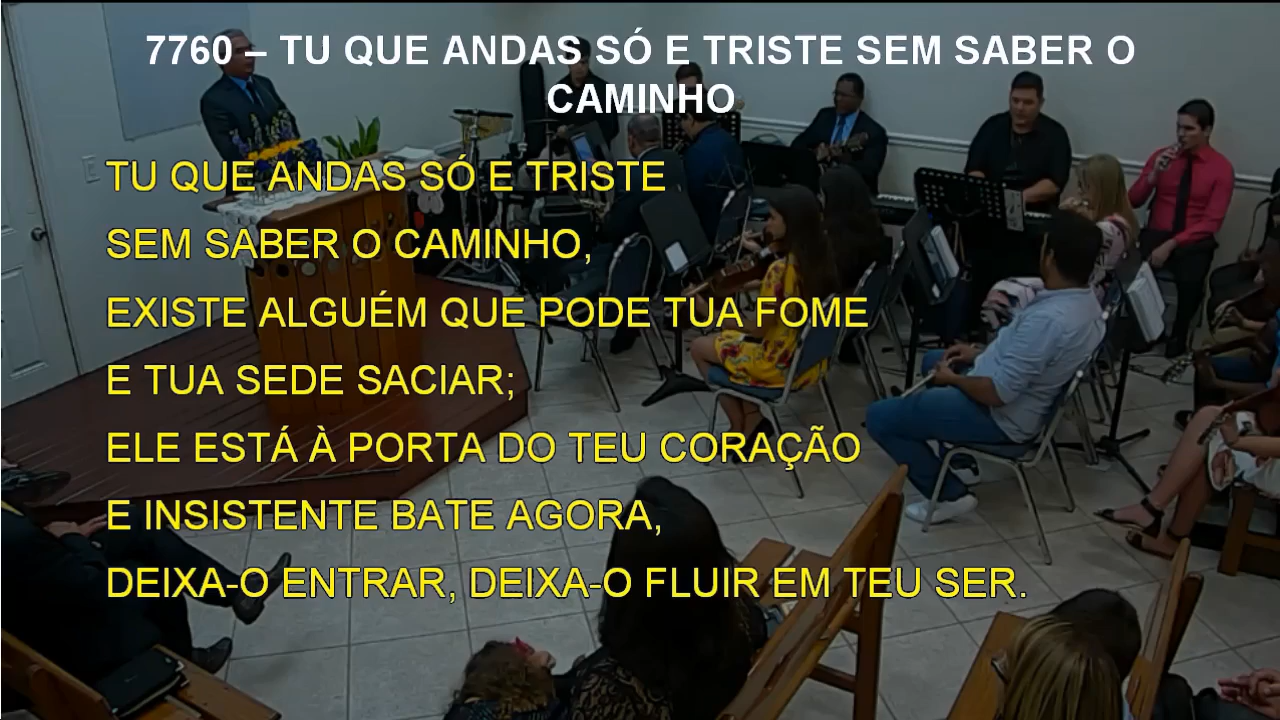 7760 – TU QUE ANDAS SÓ E TRISTE SEM SABER O
CAMINHO
TU QUE ANDAS SÓ E TRISTE
SEM SABER O CAMINHO,
EXISTE ALGUÉM QUE PODE TUA FOME
E TUA SEDE SACIAR;
ELE ESTÁ À PORTA DO TEU CORAÇÃO
E INSISTENTE BATE AGORA,
DEIXA-O ENTRAR, DEIXA-O FLUIR EM TEU SER.